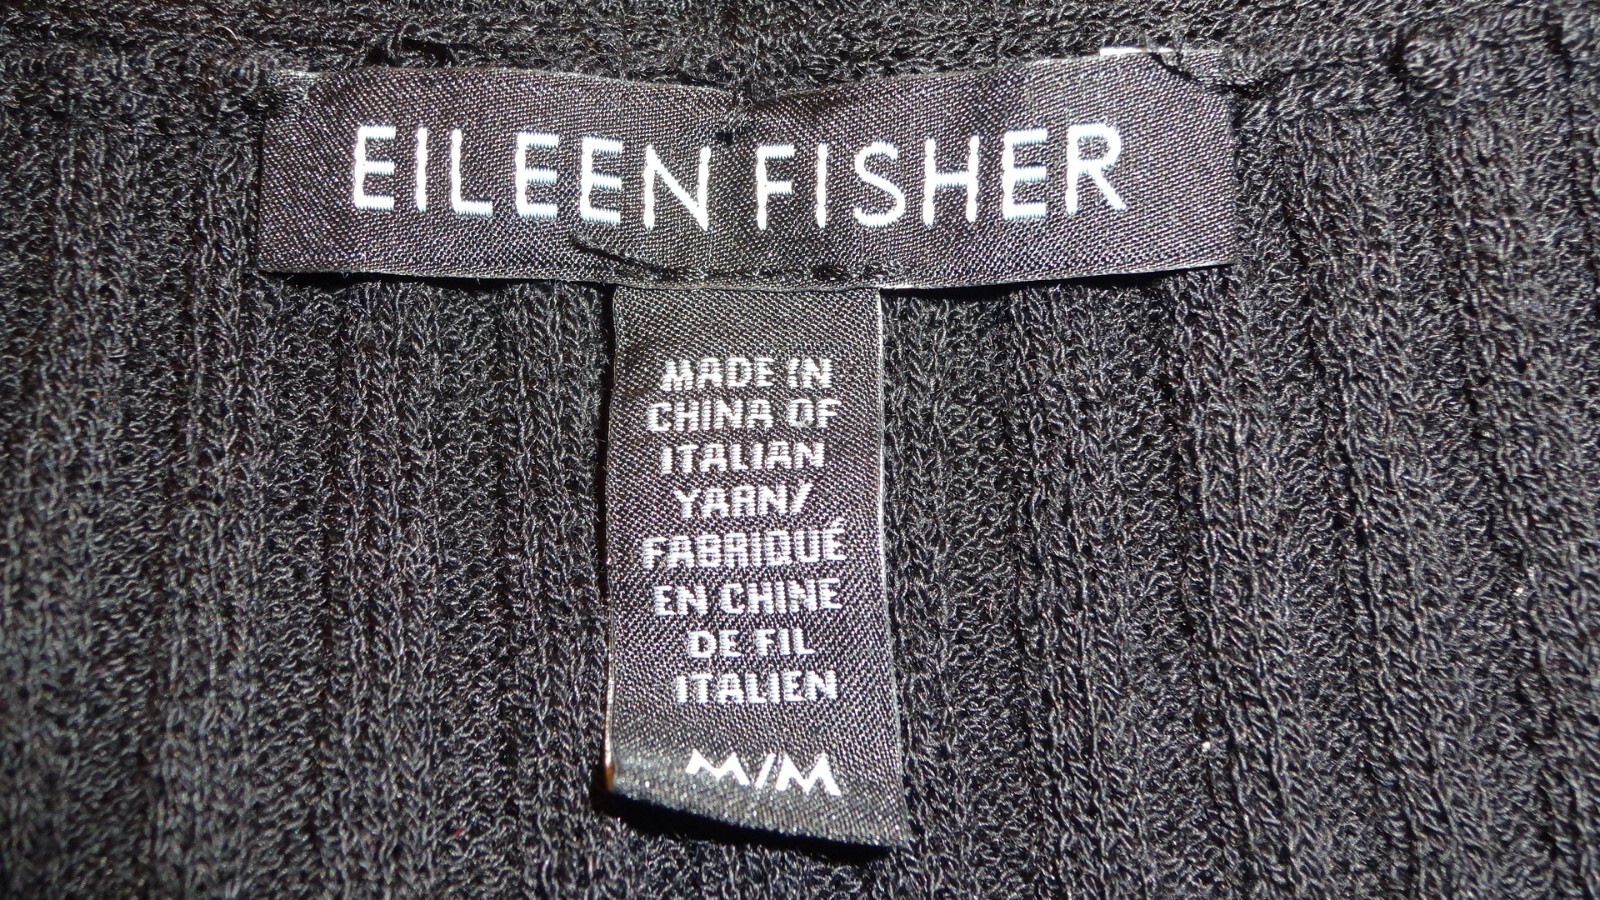 EILEEN FISHER
MADE IN
CHINA OF
ITALIAN
YARN/
FABRIQUÉ
EN CHINE
DE FIL
ITALIEN
M/M